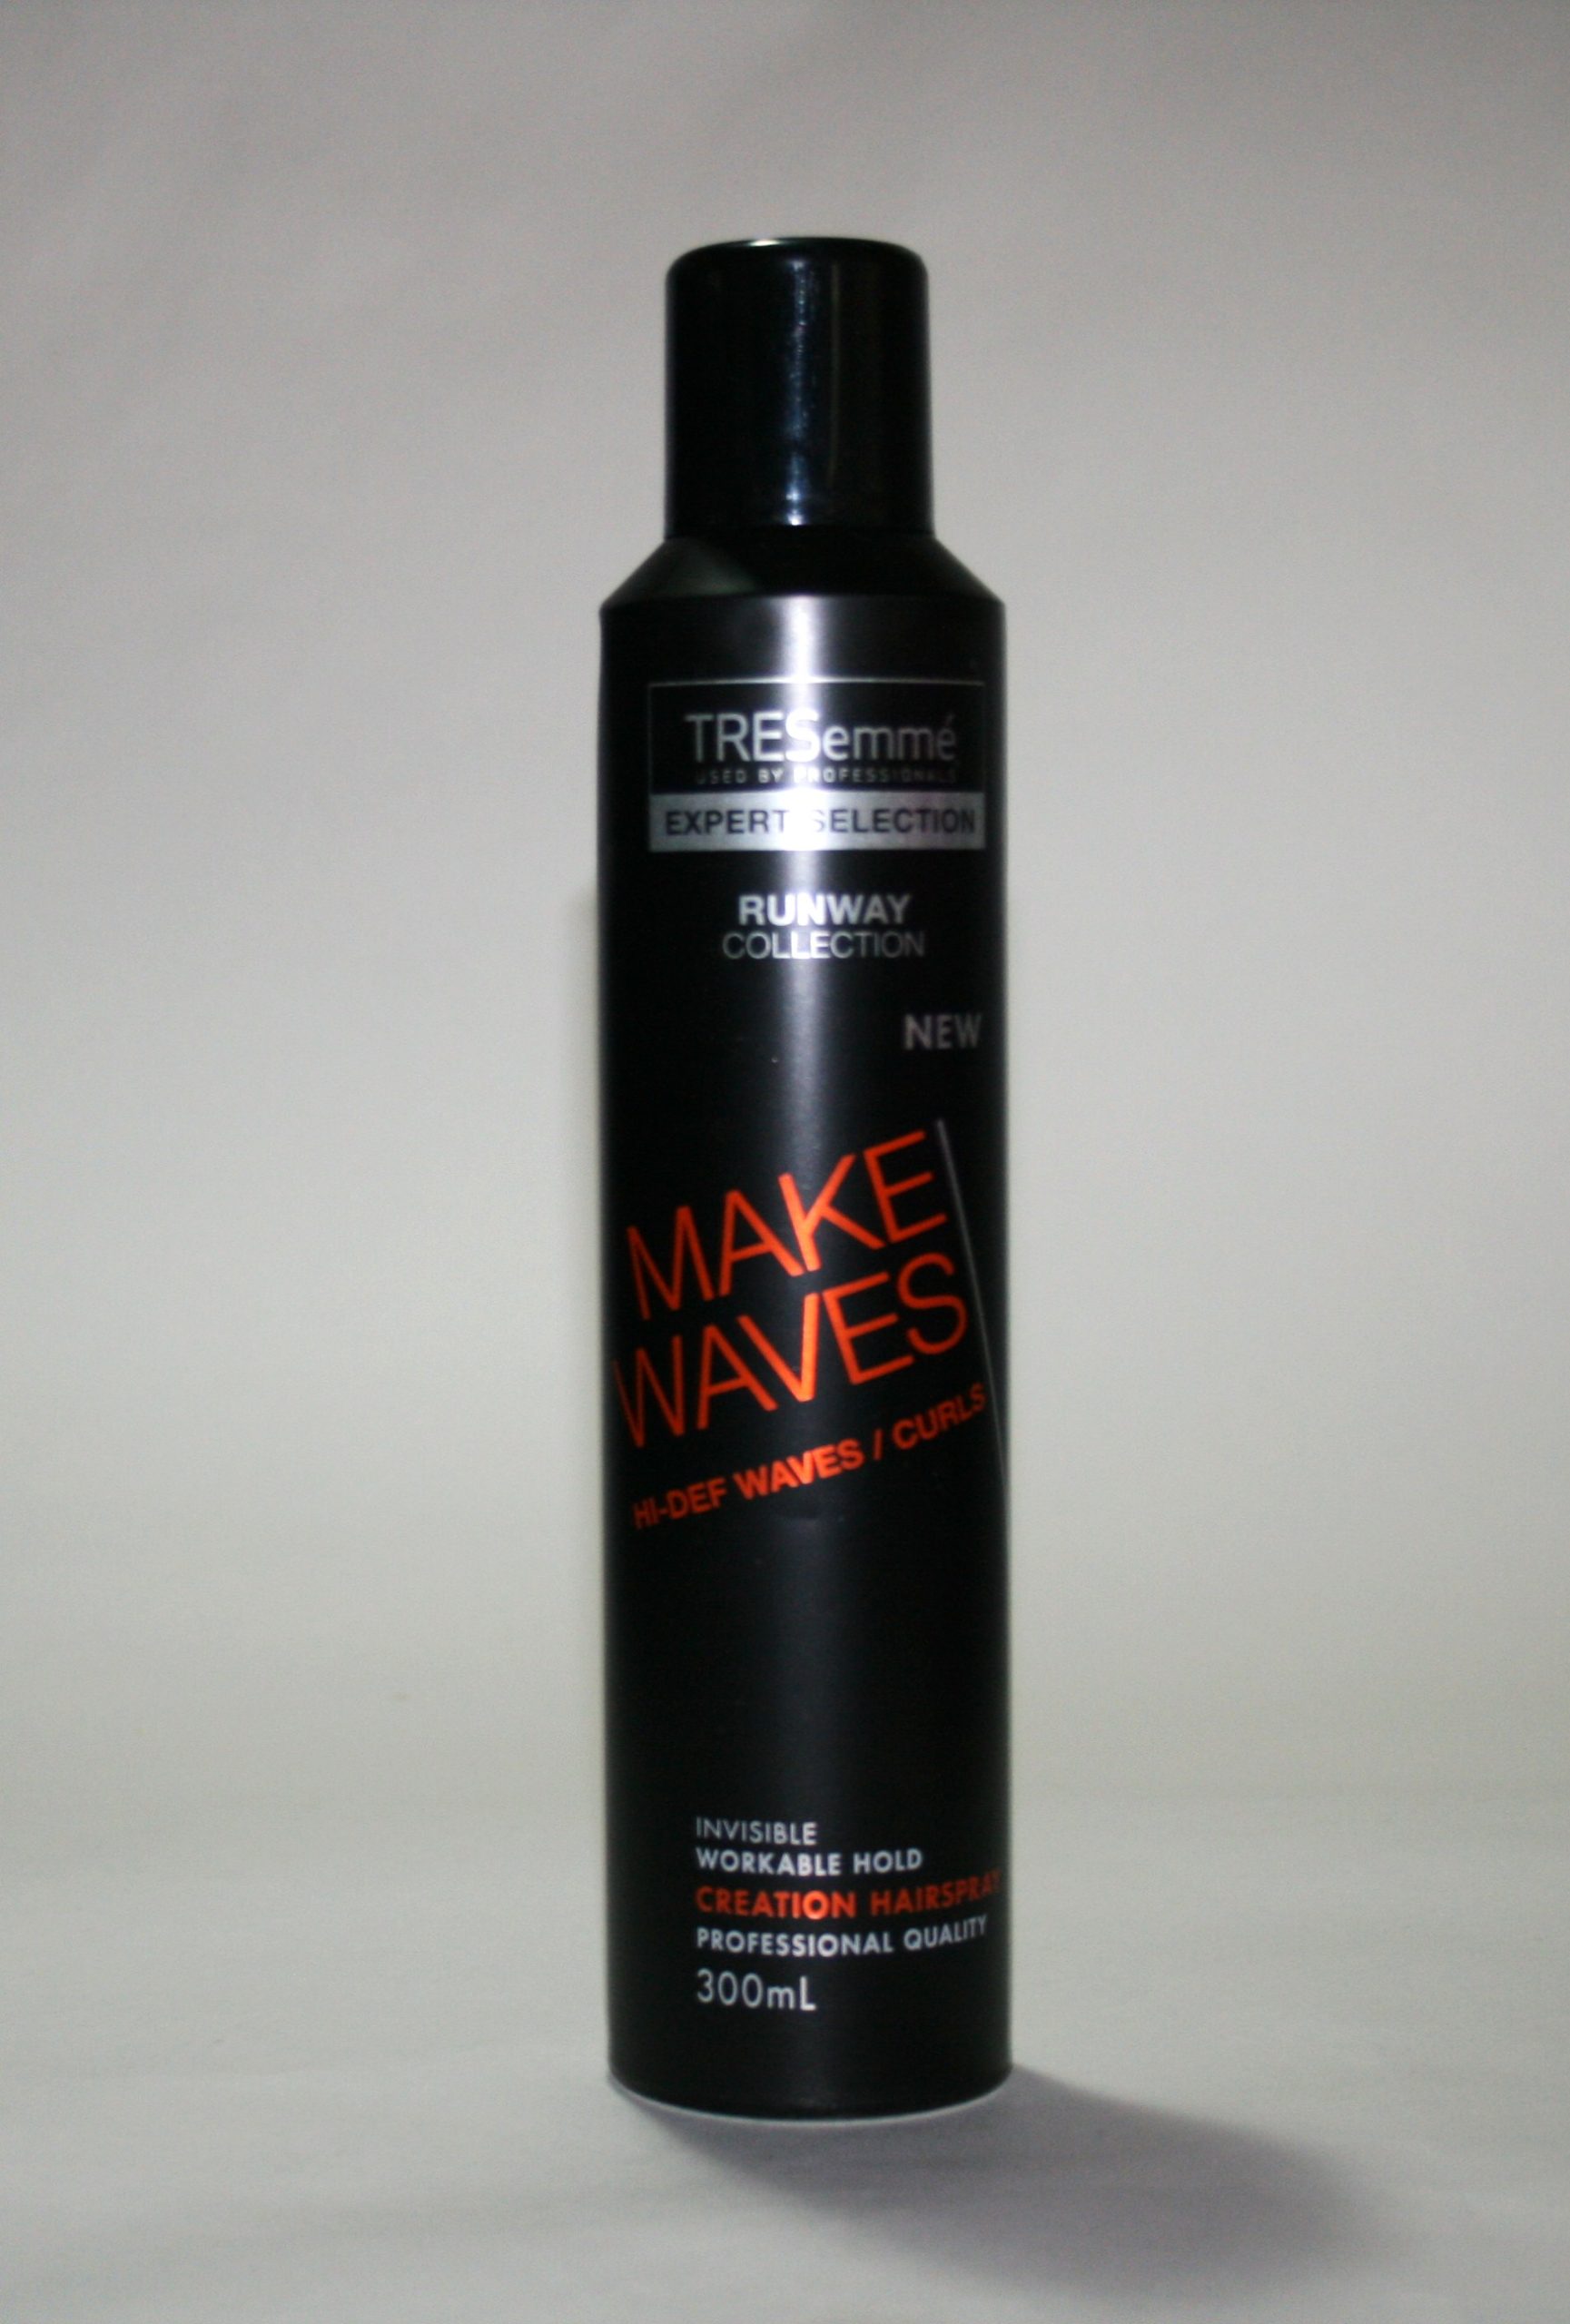 TRESemmé
USED BY PROFESSIONALS
EXPERT SELECTION
RUNWAY
COLLECTION
NEW
MAKE
WAVES
HI-DEF WAVES / CURLS
INVISIBLE
WORKABLE HOLD
CREATION HAIRSPRAY
PROFESSIONAL QUALITY
300mL